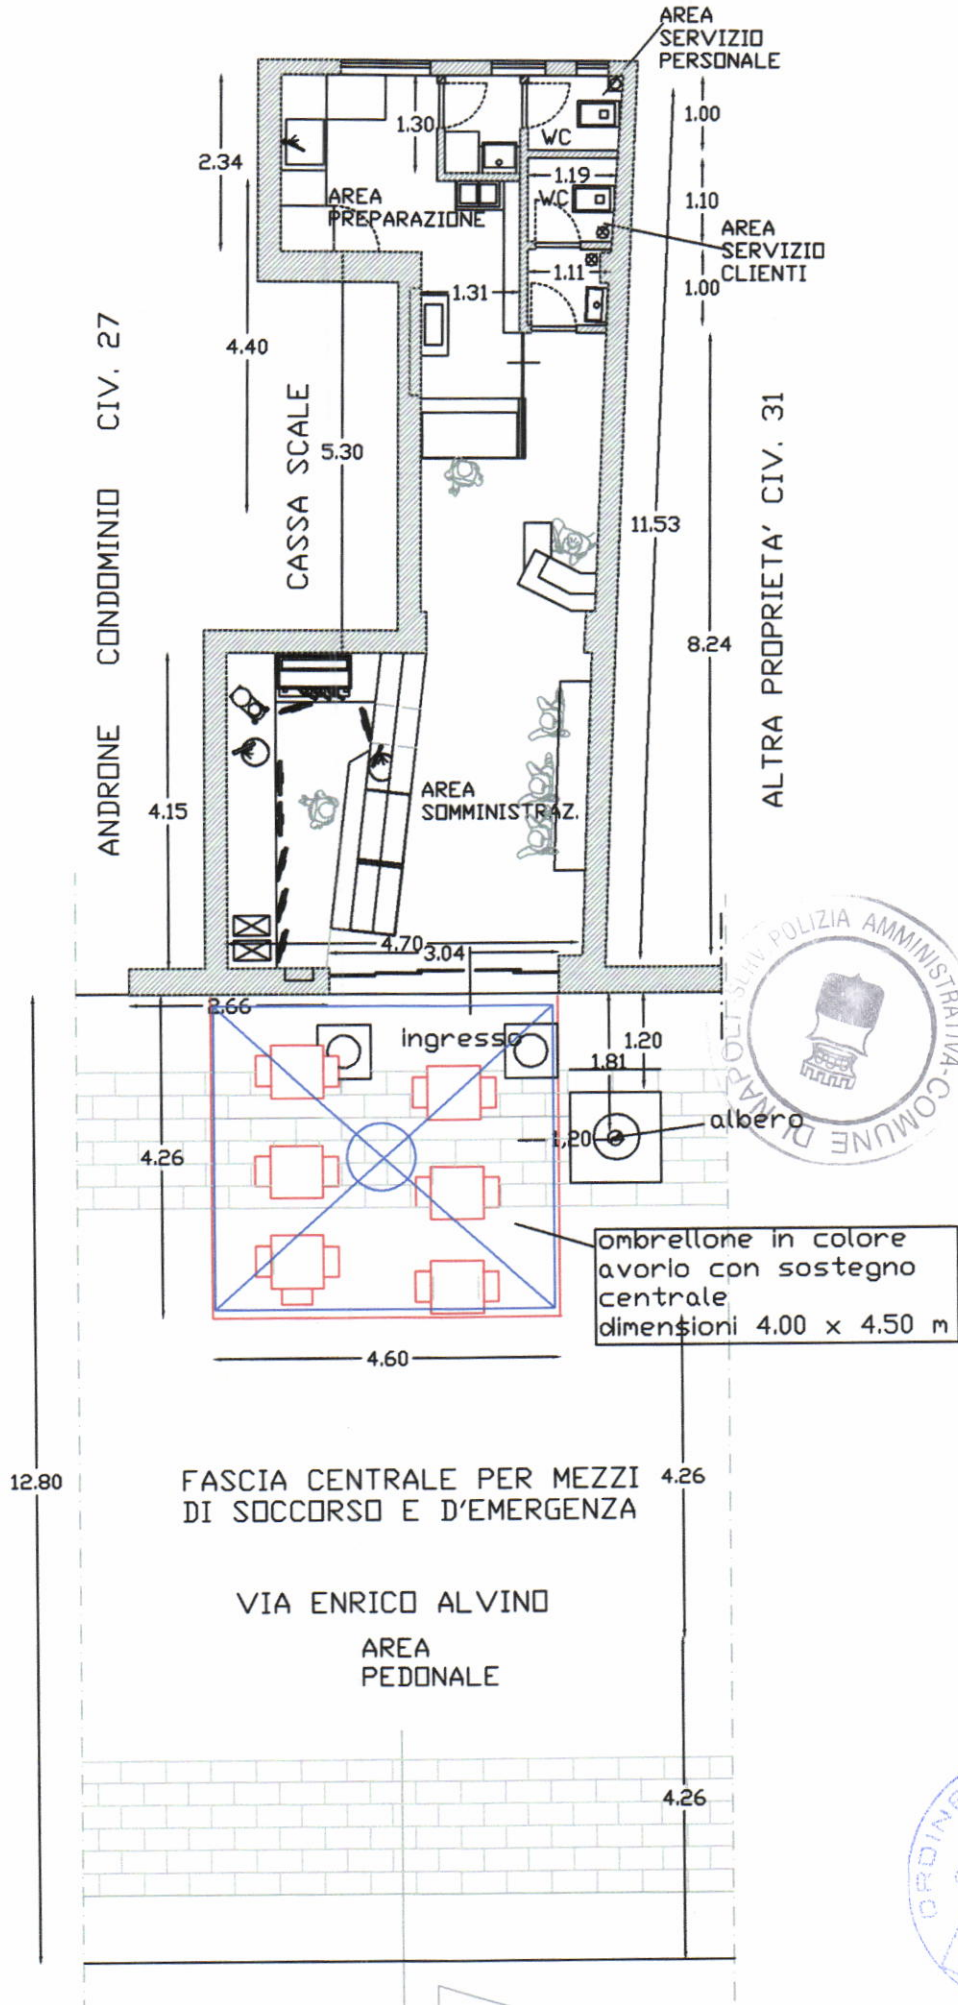 AREA
SERVIZIO
PERSONALE
1.00
1.30
WC
2.34
1.19
AREA
PREPARAZIONE
WC
1.10
AREA
SERVIZIO
CLIENTI
1.11
1.00
1.31
4.40
ANDRONE CONDOMINIO CIV. 27
CASSA SCALE
5.30
ALTRA PROPRIETA' CIV. 31
11.53
8.24
AREA
SOMMINISTRAZ.
4.15
4.70
3.04
2.66
ingresso
1.20
1.81
albero
1,20
4.26
SERV. POLIZIA AMMINISTRATIVA-COMUNE DI NAPOLI
ombrellone in colore
avorio con sostegno
centrale
dimensioni 4.00 x 4.50 m
4.60
12.80
FASCIA CENTRALE PER MEZZI
DI SOCCORSO E D'EMERGENZA
4.26
VIA ENRICO ALVINO
AREA
PEDONALE
4.26